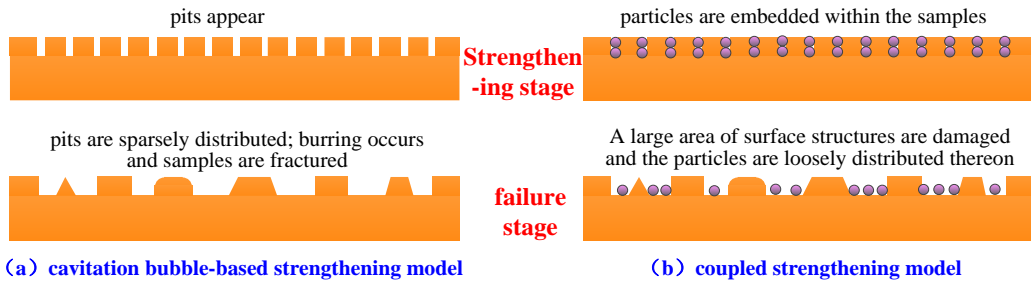 pits appear
particles are embedded within the samples
Strengthen
-ing stage
pits are sparsely distributed; burring occurs
and samples are fractured
A large area of surface structures are damaged
and the particles are loosely distributed thereon
failure
stage
（a）cavitation bubble-based strengthening model
（b）coupled strengthening model